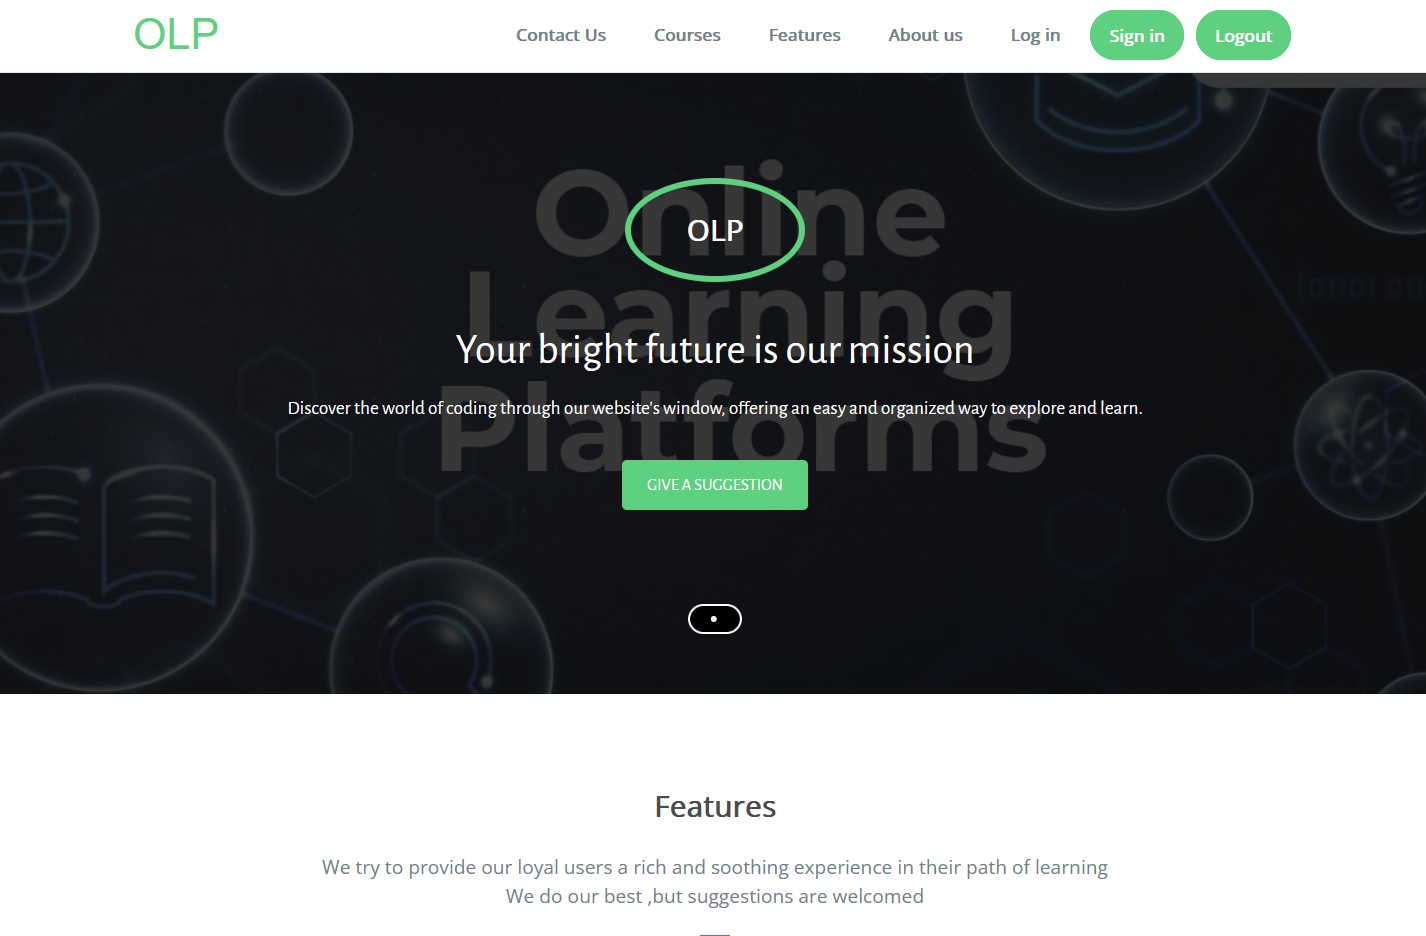 OLP
Contact Us Courses Features About us Log in Sign in Logout
Online
OLP
Learning
Your bright future is our mission
Discover the world of coding through our website's window, offering an easy and organized way to explore and learn.
Platforms
GIVE A SUGGESTION
Features
We try to provide our loyal users a rich and soothing experience in their path of learning
We do our best ,but suggestions are welcomed